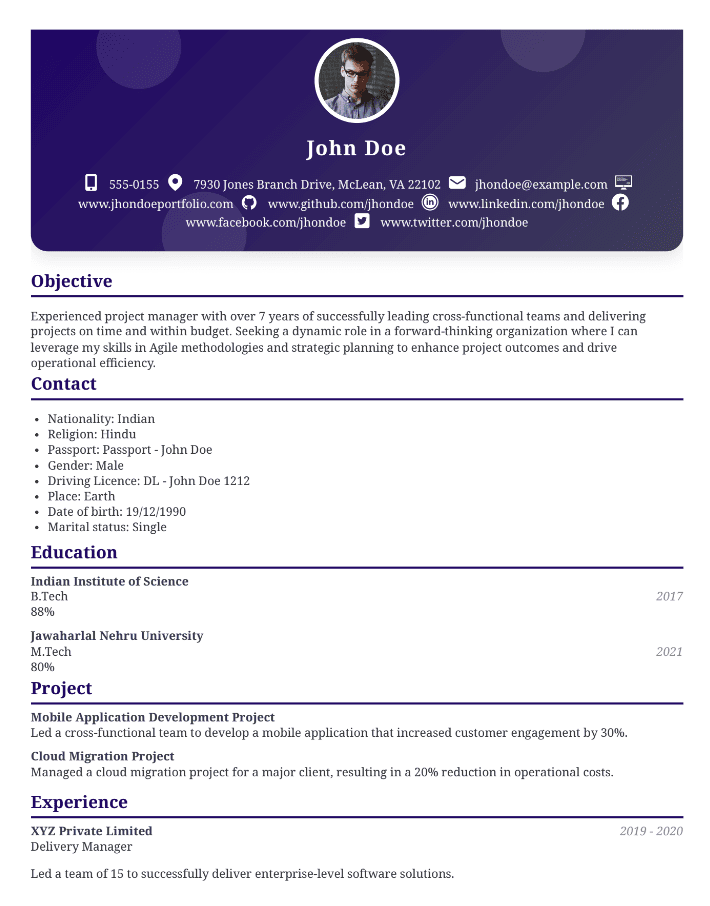 John Doe
555-0155 7930 Jones Branch Drive, McLean, VA 22102 jhondoe@example.com
www.jhondoeportfolio.com www.github.com/jhondoe www.linkedin.com/jhondoe
www.facebook.com/jhondoe www.twitter.com/jhondoe
Objective
Experienced project manager with over 7 years of successfully leading cross-functional teams and delivering
projects on time and within budget. Seeking a dynamic role in a forward-thinking organization where I can
leverage my skills in Agile methodologies and strategic planning to enhance project outcomes and drive
operational efficiency.
Contact
• Nationality: Indian
• Religion: Hindu
• Passport: Passport - John Doe
• Gender: Male
• Driving Licence: DL - John Doe 1212
• Place: Earth
• Date of birth: 19/12/1990
• Marital status: Single
Education
Indian Institute of Science
B.Tech 2017
88%
Jawaharlal Nehru University
M.Tech 2021
80%
Project
Mobile Application Development Project
Led a cross-functional team to develop a mobile application that increased customer engagement by 30%.
Cloud Migration Project
Managed a cloud migration project for a major client, resulting in a 20% reduction in operational costs.
Experience
XYZ Private Limited 2019 - 2020
Delivery Manager
Led a team of 15 to successfully deliver enterprise-level software solutions.